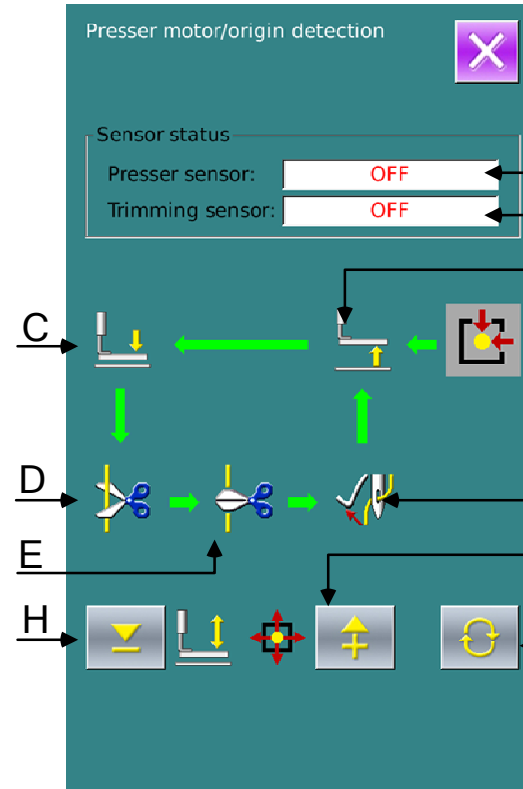 Presser motor/origin detection
Sensor status
Presser sensor: OFF
Trimming sensor: OFF
C
D
E
H